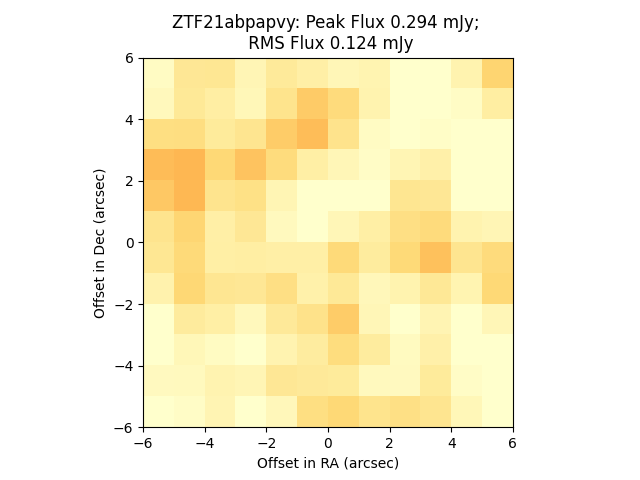 ZTF21abpapvy: Peak Flux 0.294 mJy;
RMS Flux 0.124 mJy
6
4
2
0
−2
−4
−6
Offset in Dec (arcsec)
−6 −4 −2 0 2 4 6
Offset in RA (arcsec)